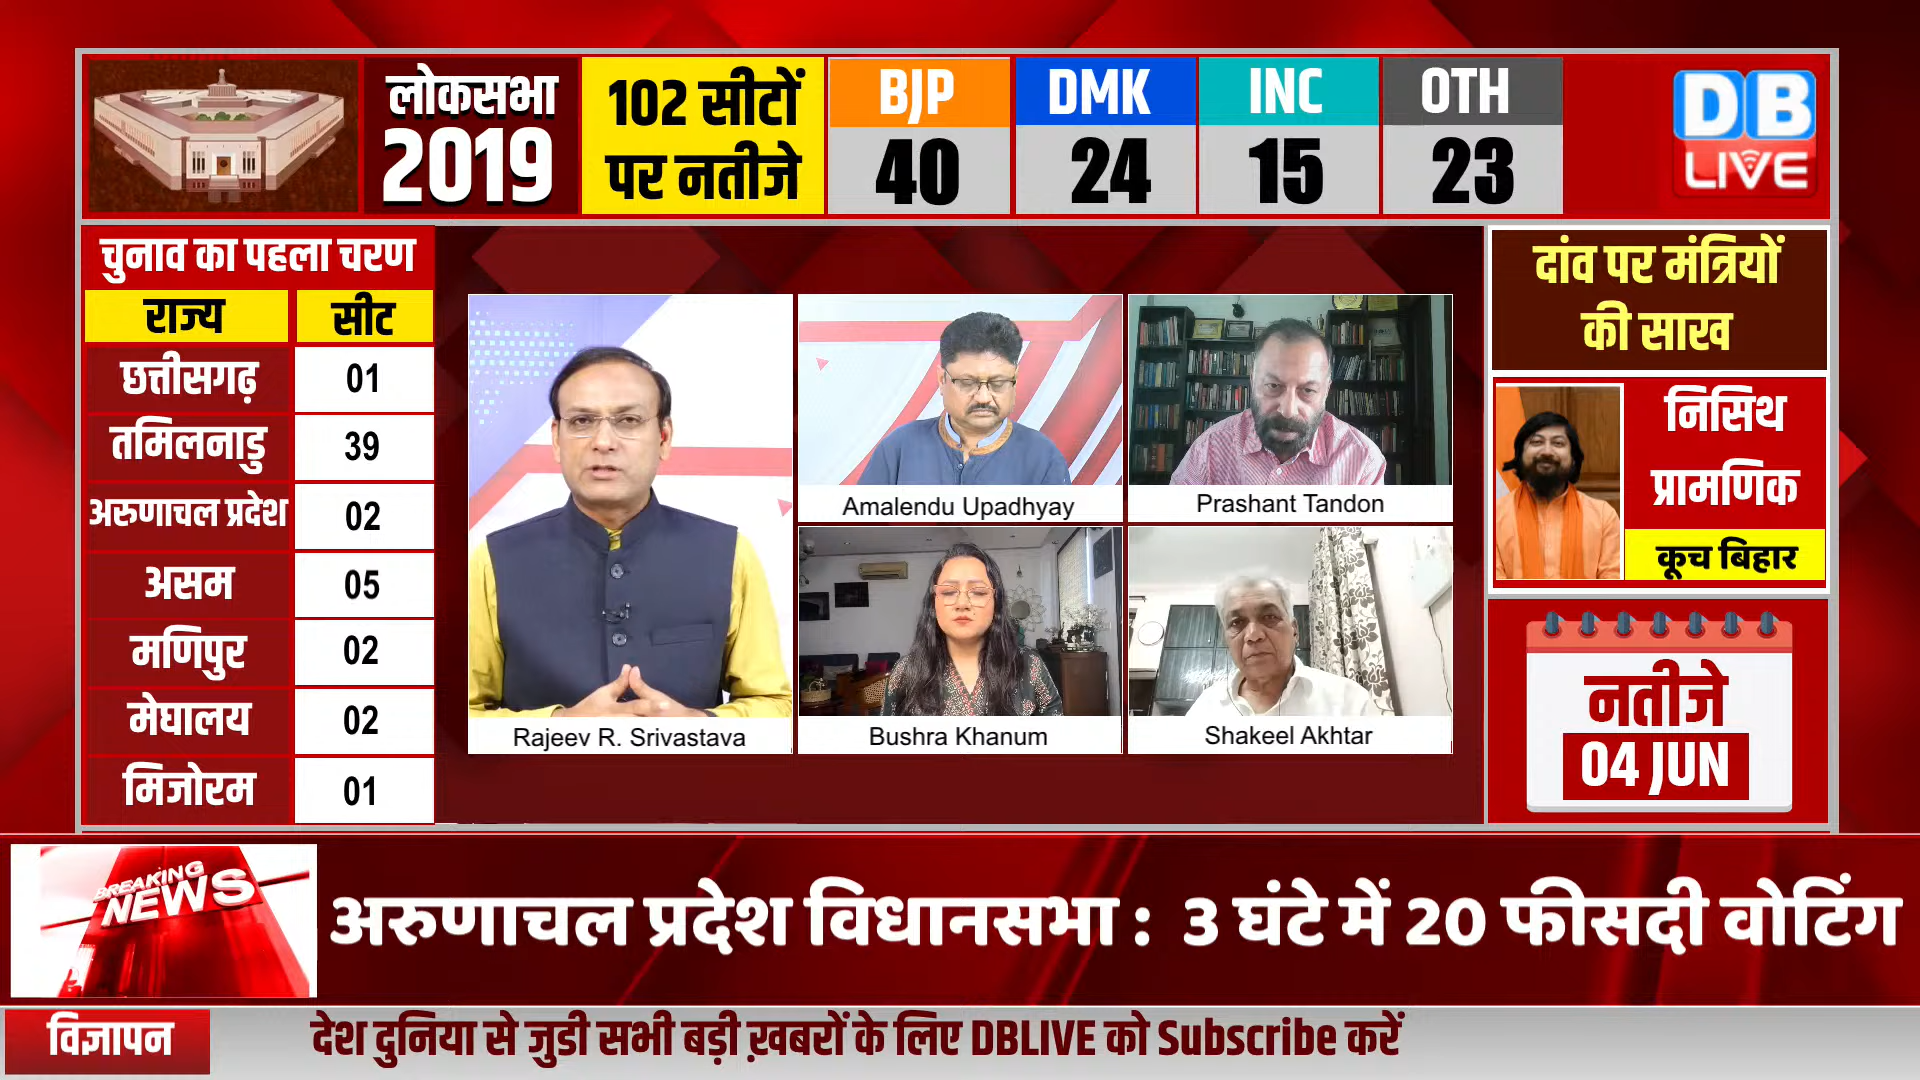 लोकसभा
2019
102 सीटों
पर नतीजे
BJP
40
DMK
24
INC
15
OTH
23
DB
LIVE
चुनाव का पहला चरण
राज्य सीट
छत्तीसगढ़ 01
तमिलनाडु 39
अरुणाचल प्रदेश 02
असम 05
मणिपुर 02
मेघालय 02
मिजोरम 01
Rajeev R. Srivastava
Amalendu Upadhyay
Prashant Tandon
Bushra Khanum
Shakeel Akhtar
दांव पर मंत्रियों
की साख
निसिथ
प्रामणिक
कूच बिहार
नतीजे
04 JUN
BREAKING
NEWS
अरुणाचल प्रदेश विधानसभा : 3 घंटे में 20 फीसदी वोटिंग
विज्ञापन
देश दुनिया से जुडी सभी बड़ी ख़बरों के लिए DBLIVE को Subscribe करें